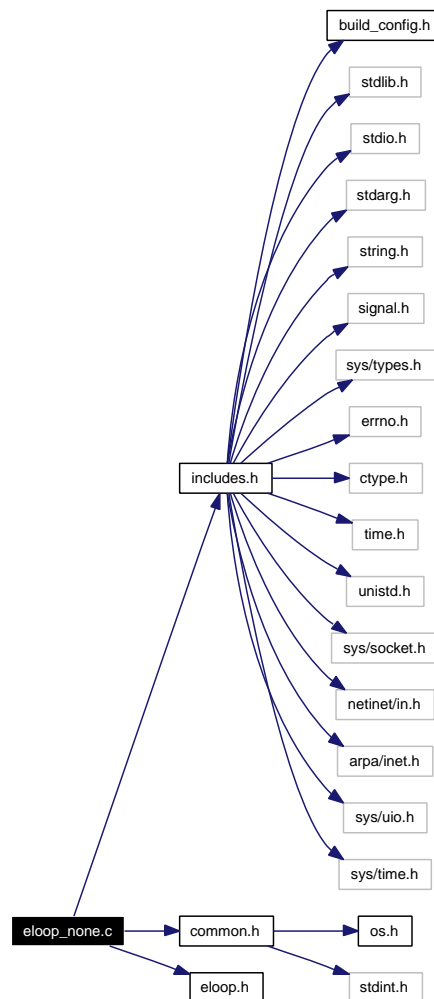 build_config.h
stdlib.h
stdio.h
stdarg.h
string.h
signal.h
sys/types.h
errno.h
includes.h
ctype.h
time.h
unistd.h
sys/socket.h
netinet/in.h
arpa/inet.h
sys/uio.h
sys/time.h
eloop_none.c
common.h
os.h
eloop.h
stdint.h